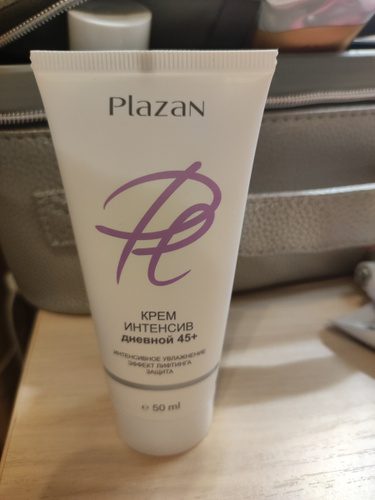 Plazan
КРЕМ
ИНТЕНСИВ
дневной 45+
ИНТЕНСИВНОЕ УВЛАЖНЕНИЕ
ЭФФЕКТ ЛИФТИНГА
ЗАЩИТА
℮ 50 ml